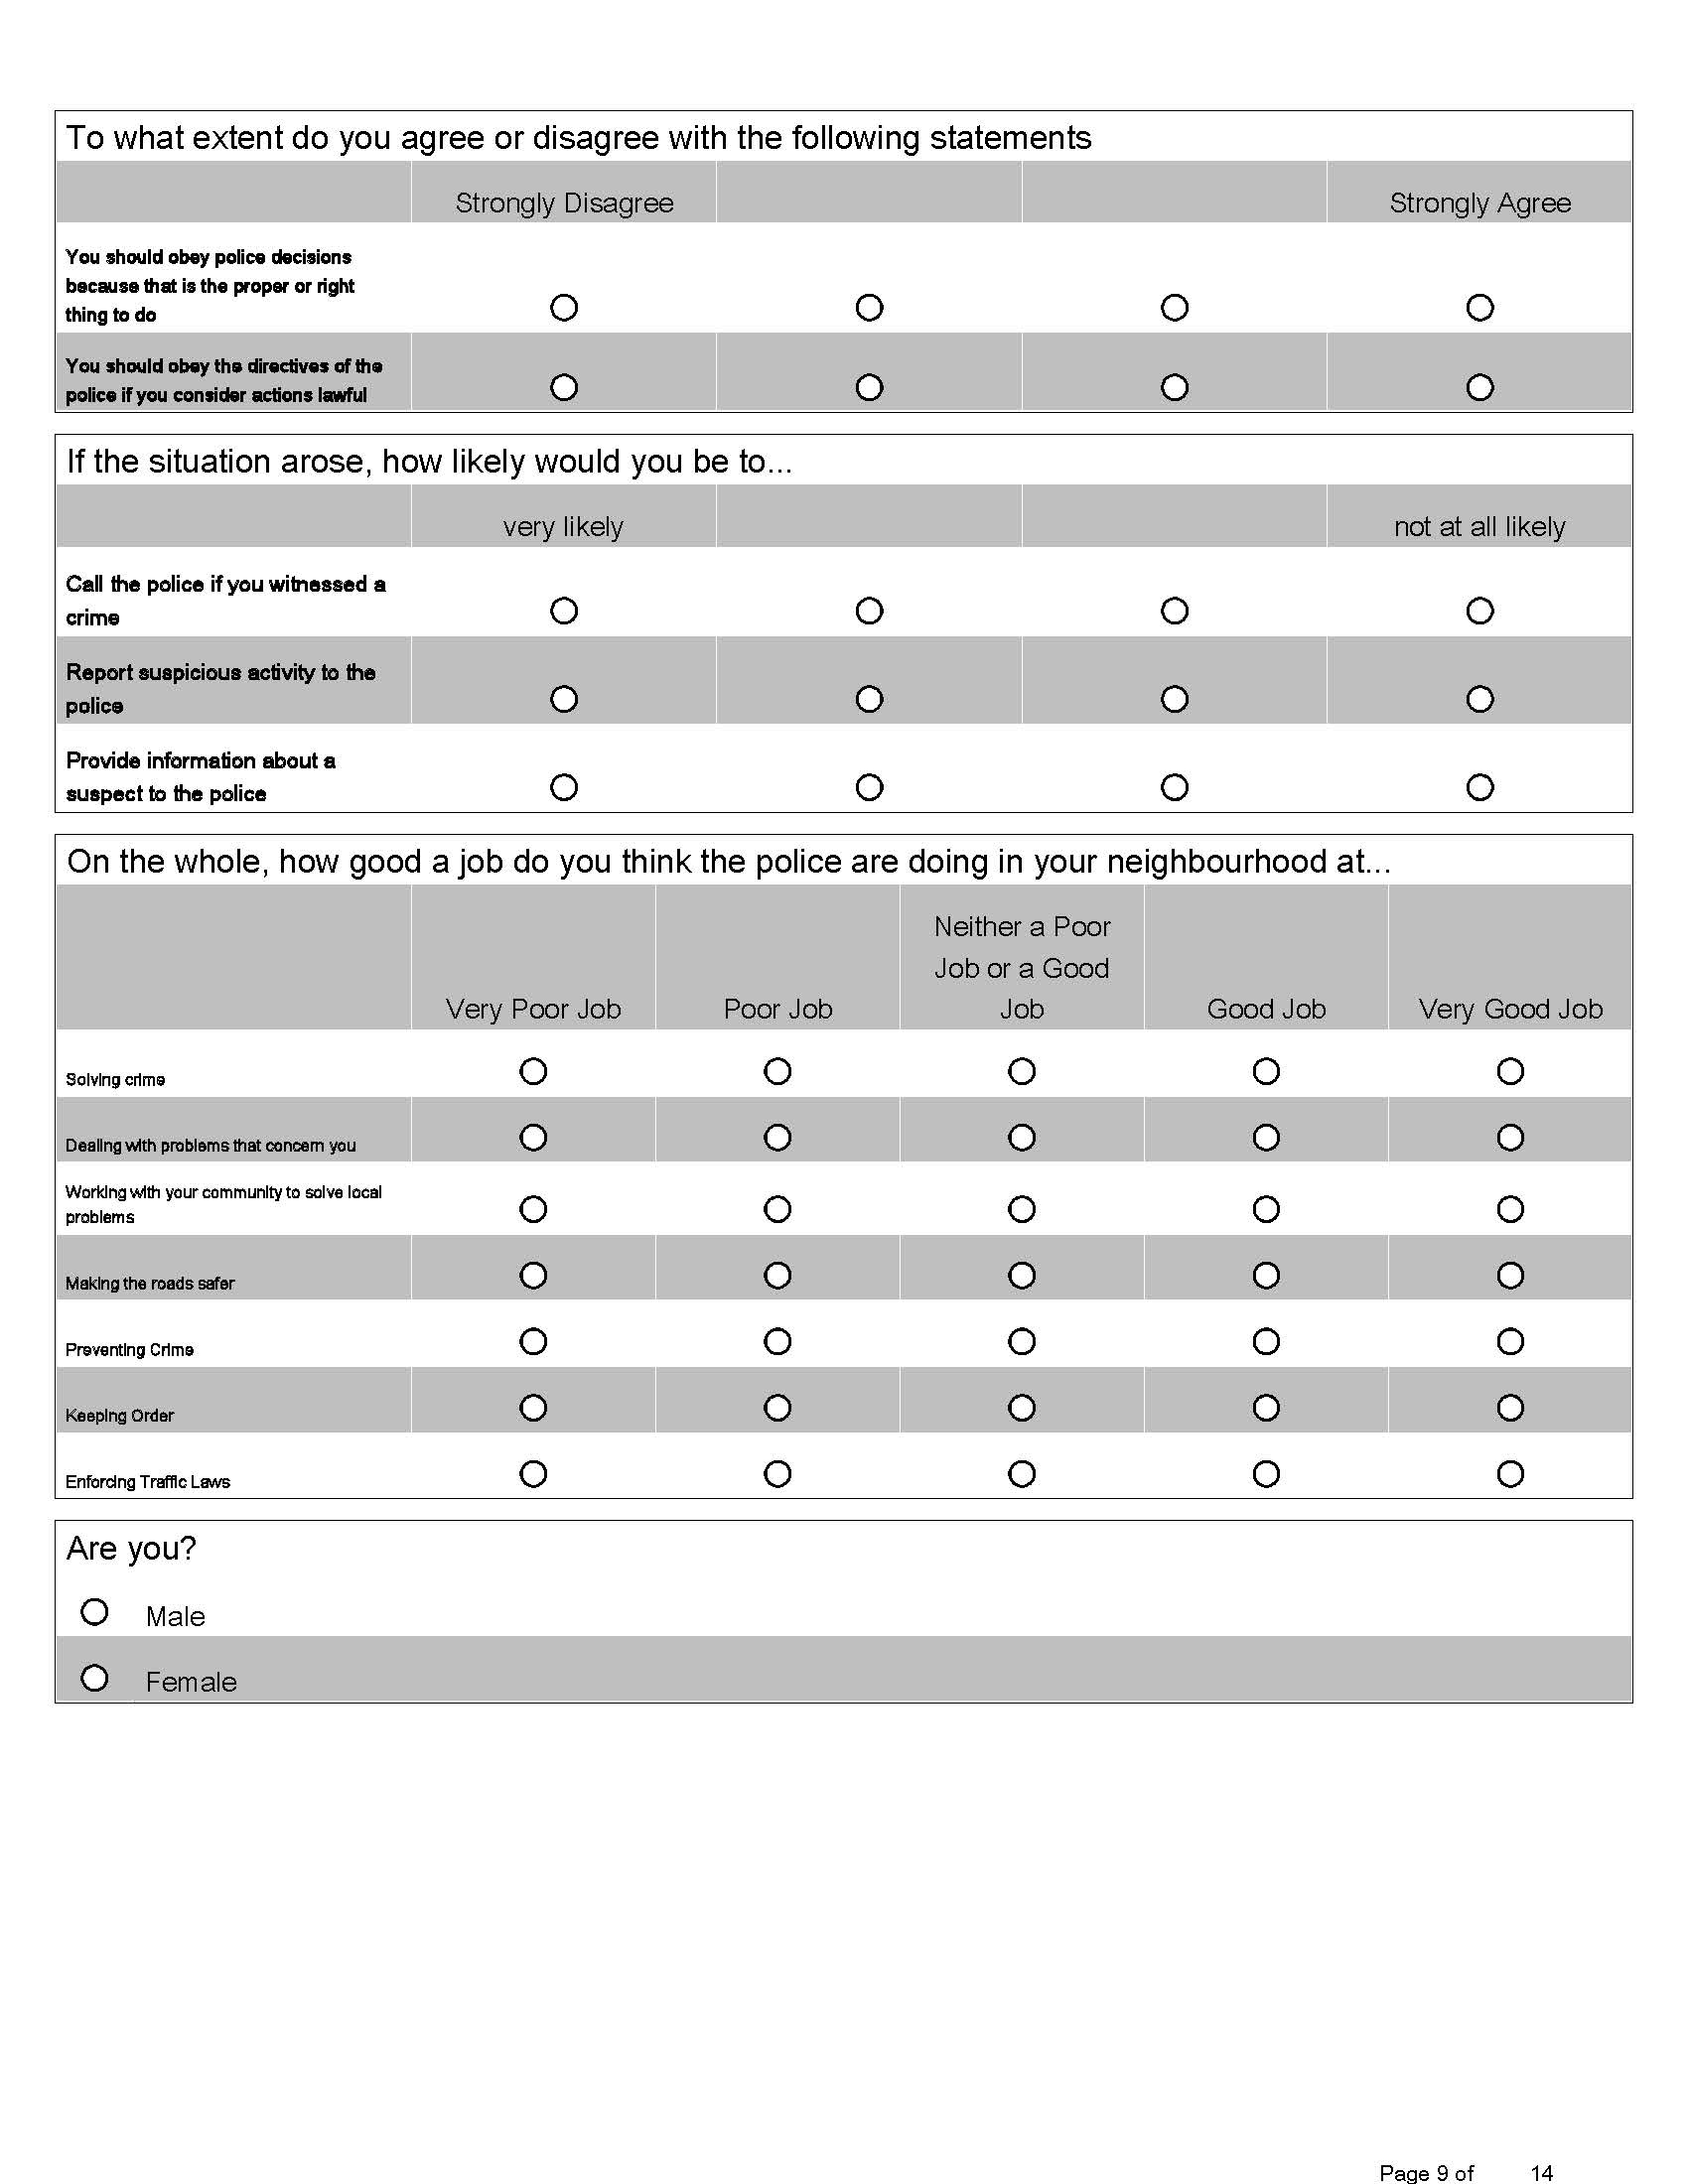 To what extent do you agree or disagree with the following statements
Strongly Disagree Strongly Agree
You should obey police decisions
because that is the proper or right
thing to do
You should obey the directives of the
police if you consider actions lawful
If the situation arose, how likely would you be to...
very likely not at all likely
Call the police if you witnessed a
crime
Report suspicious activity to the
police
Provide information about a
suspect to the police
On the whole, how good a job do you think the police are doing in your neighbourhood at...
Neither a Poor
Job or a Good
Very Poor Job Poor Job Job Good Job Very Good Job
Solving crime
Dealing with problems that concern you
Working with your community to solve local
problems
Making the roads safer
Preventing Crime
Keeping Order
Enforcing Traffic Laws
Are you?
Male
Female
Page 9 of 14